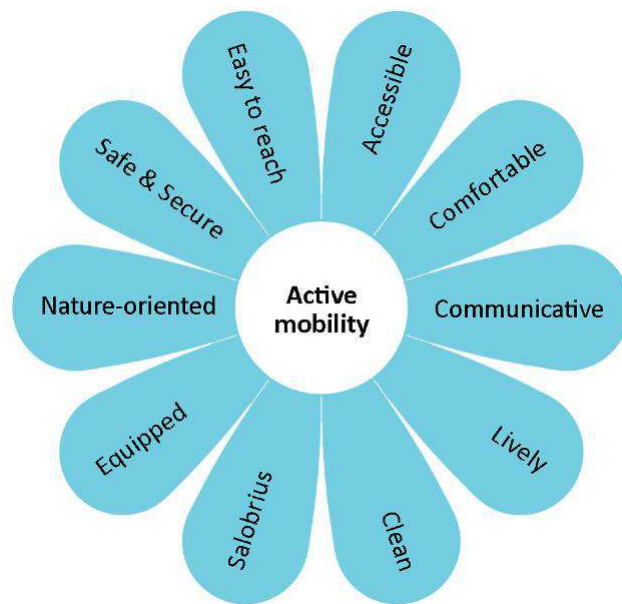 Active
mobility
Accessible
Comfortable
Communicative
Lively
Clean
Salobrius
Equipped
Nature-oriented
Safe & Secure
Easy to reach